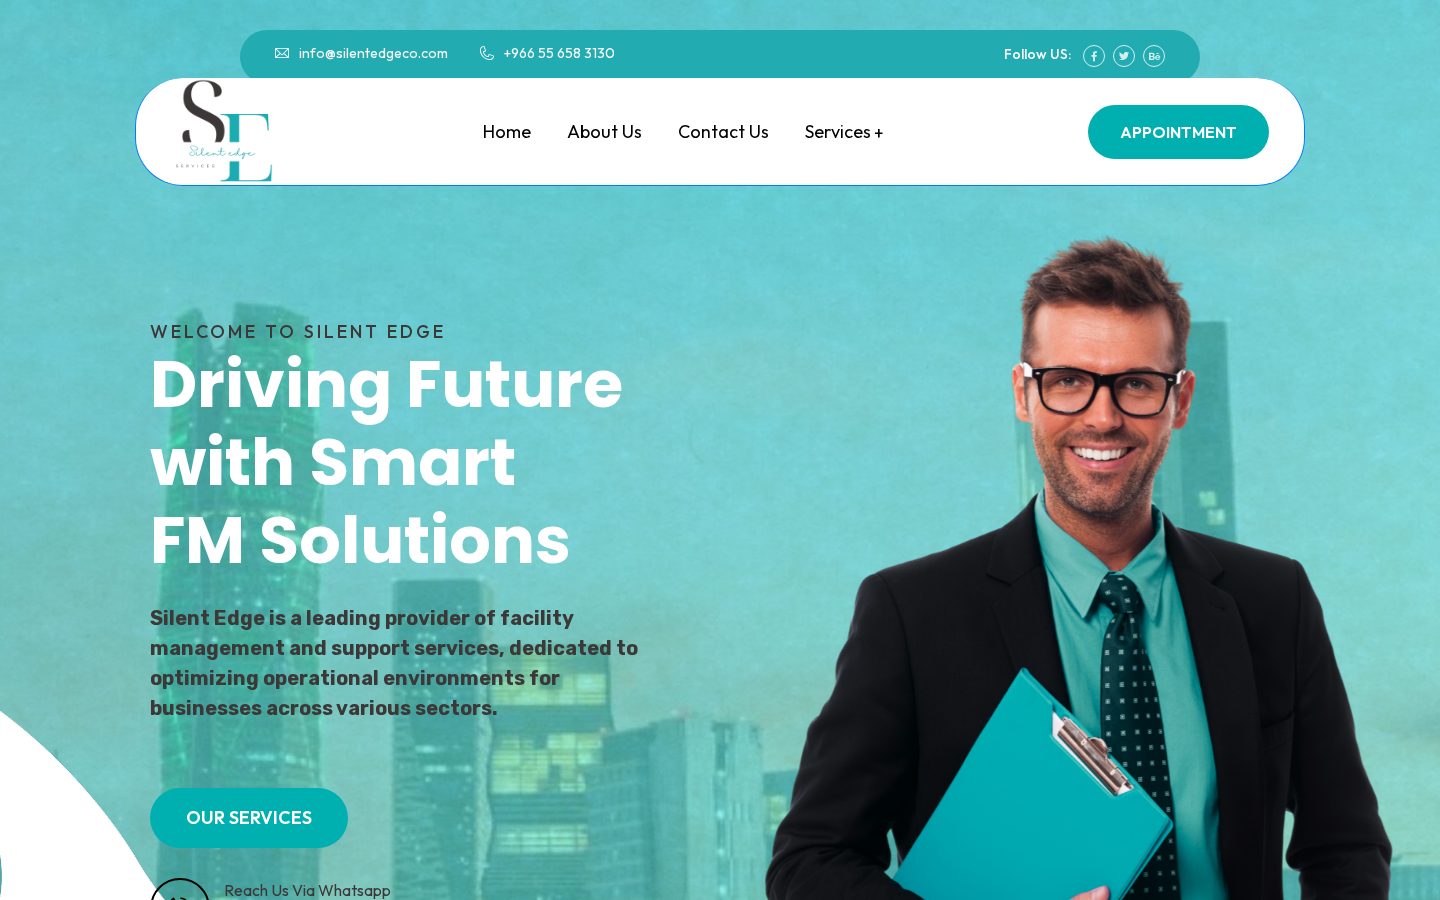 info@silentedgeco.com
+966 55 658 3130
Follow US:
SE
Silent edge
SERVICES
Home
About Us
Contact Us
Services +
APPOINTMENT
WELCOME TO SILENT EDGE
Driving Future
with Smart
FM Solutions
Silent Edge is a leading provider of facility
management and support services, dedicated to
optimizing operational environments for
businesses across various sectors.
OUR SERVICES
Reach Us Via Whatsapp